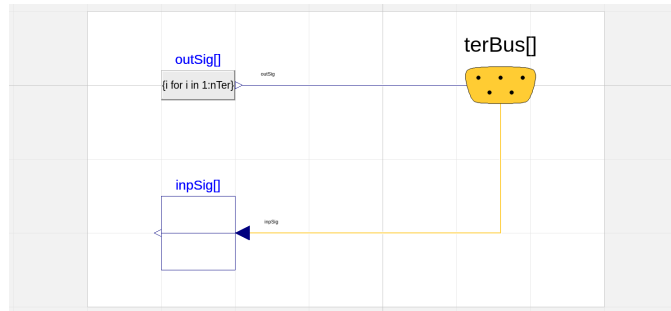 terBus[]
outSig[]
outSig
{i for i in 1:nTer}
inpSig[]
inpSig